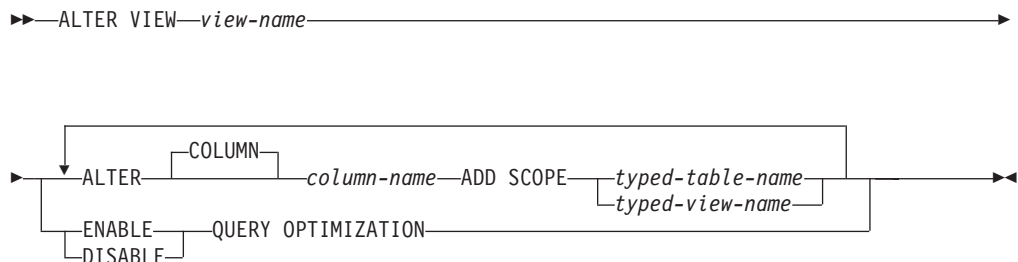 ALTER VIEW view-name
COLUMN
ALTER column-name ADD SCOPE typed-table-name
typed-view-name
ENABLE QUERY OPTIMIZATION
DISABLE